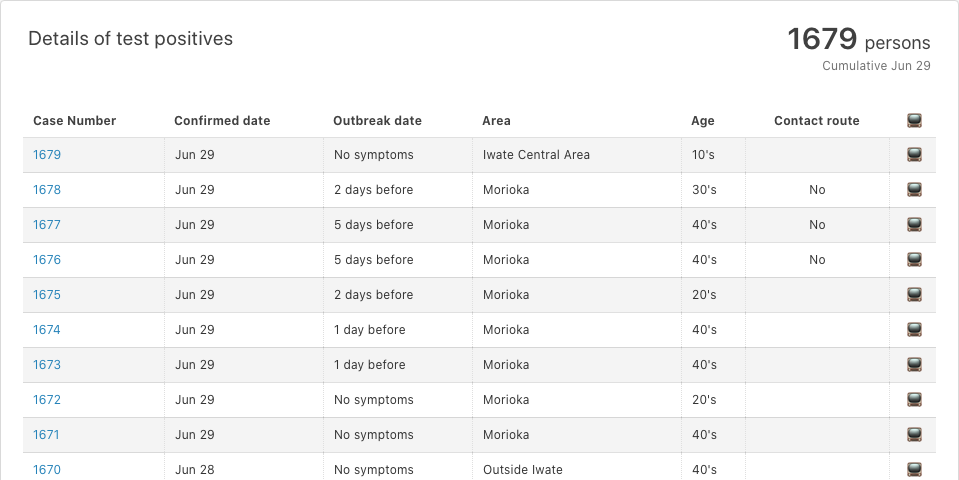 Details of test positives
1679 persons
Cumulative Jun 29
Case Number Confirmed date Outbreak date Area Age Contact route
1679 Jun 29 No symptoms Iwate Central Area 10's
1678 Jun 29 2 days before Morioka 30's No
1677 Jun 29 5 days before Morioka 40's No
1676 Jun 29 5 days before Morioka 40's No
1675 Jun 29 2 days before Morioka 20's
1674 Jun 29 1 day before Morioka 40's
1673 Jun 29 1 day before Morioka 40's
1672 Jun 29 No symptoms Morioka 20's
1671 Jun 29 No symptoms Morioka 40's
1670 Jun 28 No symptoms Outside Iwate 40's